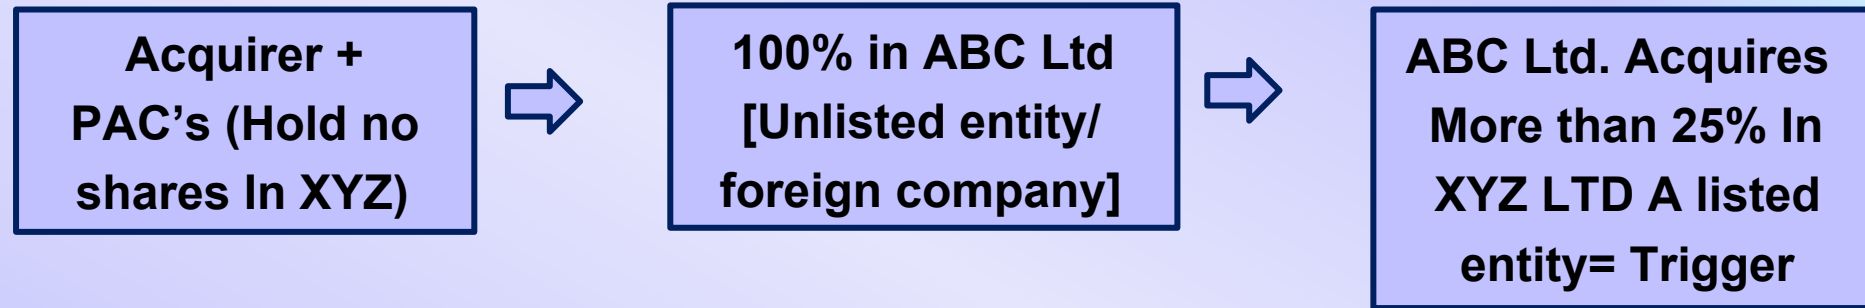 Acquirer +
PAC's (Hold no
shares In XYZ)
100% in ABC Ltd
[Unlisted entity/
foreign company]
ABC Ltd. Acquires
More than 25% In
XYZ LTD A listed
entity= Trigger